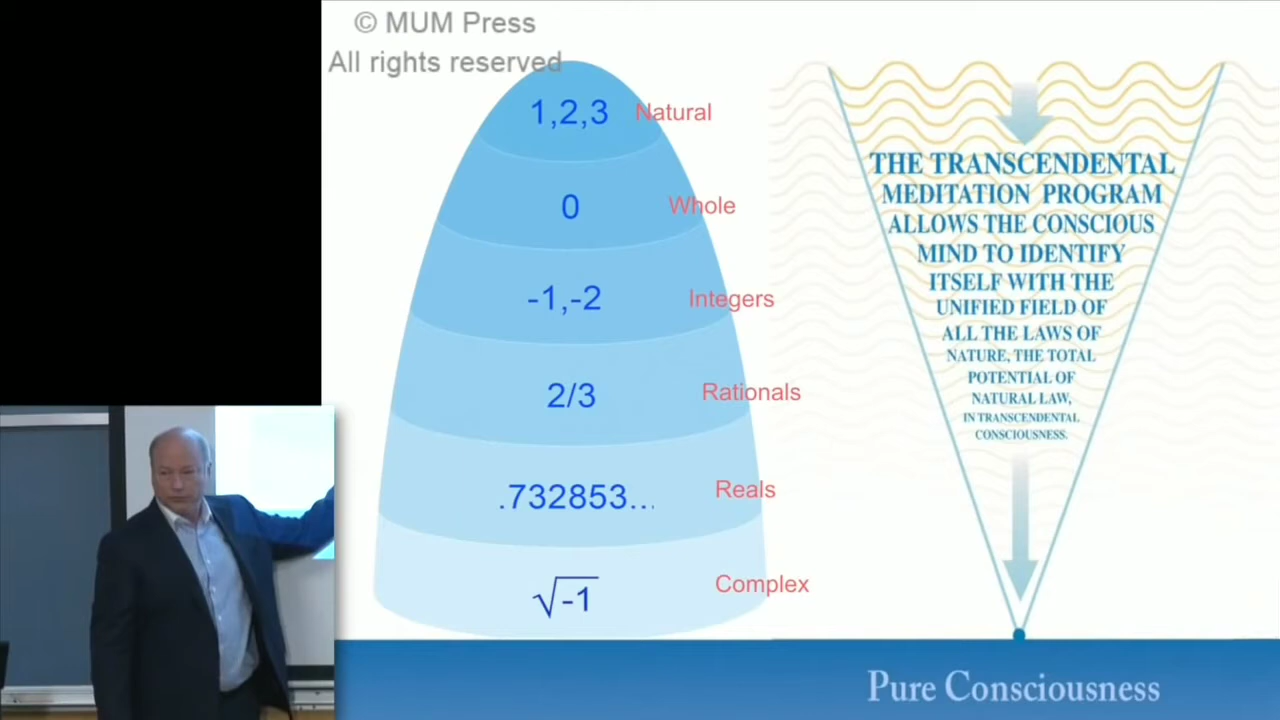 © MUM Press
All rights reserved
1,2,3 Natural
0 Whole
-1,-2 Integers
2/3 Rationals
.732853... Reals
√-1 Complex
THE TRANSCENDENTAL
MEDITATION PROGRAM
ALLOWS THE CONSCIOUS
MIND TO IDENTIFY
ITSELF WITH THE
UNIFIED FIELD OF
ALL THE LAWS OF
NATURE, THE TOTAL
POTENTIAL OF
NATURAL LAW,
IN TRANSCENDENTAL
CONSCIOUSNESS.
Pure Consciousness